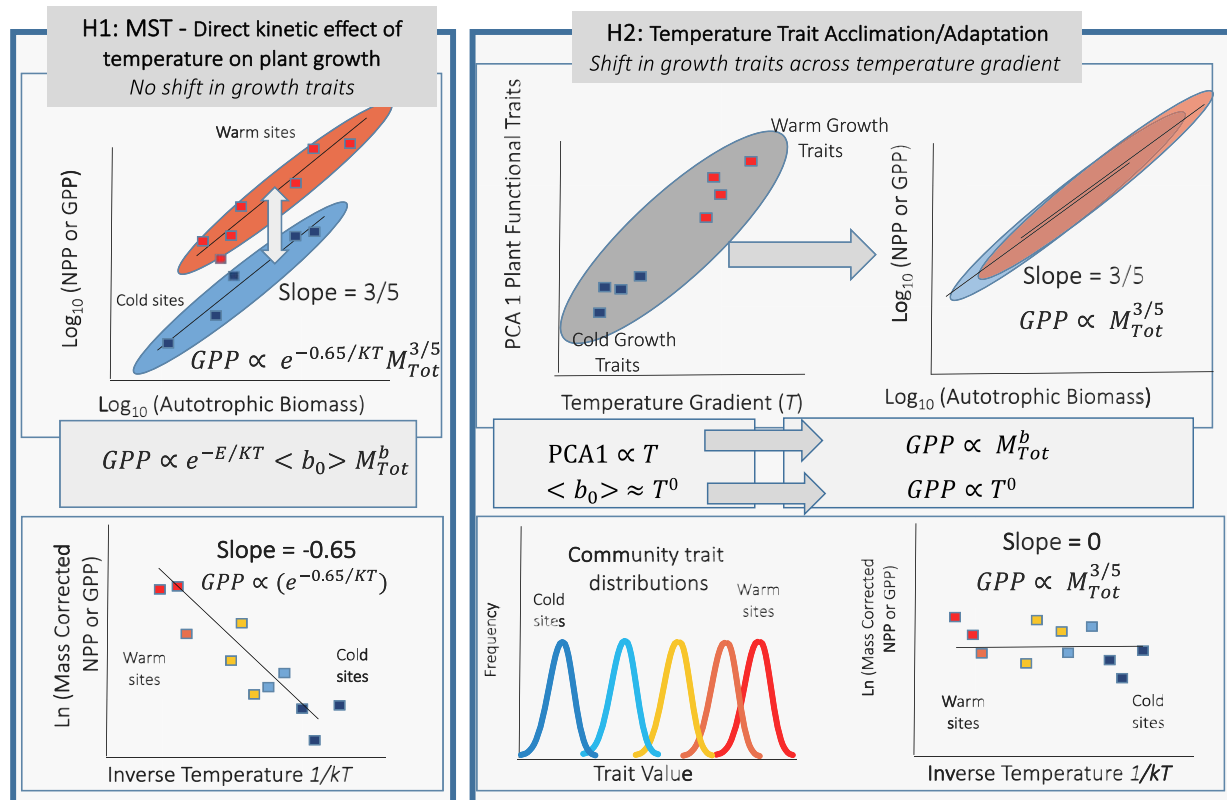 H1: MST - Direct kinetic effect of
temperature on plant growth
No shift in growth traits
Warm sites
Log₁₀ (NPP or GPP)
Cold sites
Slope = 3/5
GPP ∝ e^{-0.65/KT} M_{Tot}^{3/5}
Log₁₀ (Autotrophic Biomass)
GPP ∝ e^{-E/KT} < b₀ > M_{Tot}^{b}
Ln (Mass Corrected
NPP or GPP)
Slope = -0.65
GPP ∝ (e^{-0.65/KT})
Warm
sites
Cold
sites
Inverse Temperature 1/kT
H2: Temperature Trait Acclimation/Adaptation
Shift in growth traits across temperature gradient
PCA 1 Plant Functional Traits
Warm Growth
Traits
Cold Growth
Traits
Temperature Gradient (T)
Log₁₀ (NPP or GPP)
Slope = 3/5
GPP ∝ M_{Tot}^{3/5}
Log₁₀ (Autotrophic Biomass)
PCA1 ∝ T
< b₀ > ≈ T⁰
GPP ∝ M_{Tot}^{b}
GPP ∝ T⁰
Frequency
Community trait
distributions
Cold
sites
Warm
sites
Trait Value
Ln (Mass Corrected
NPP or GPP)
Slope = 0
GPP ∝ M_{Tot}^{3/5}
Warm
sites
Cold
sites
Inverse Temperature 1/kT